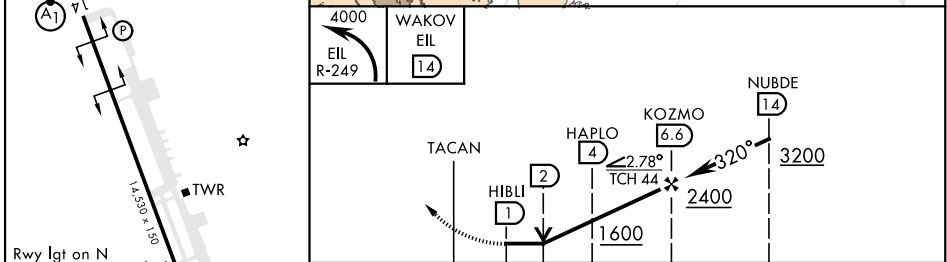 A1
14
P
14,530 x 150
TWR
Rwy lgt on N
4000
EIL
R-249
WAKOV
EIL
14
TACAN
HIBLI
1
2
HAPLO
4
2.78°
TCH 44
KOZMO
6.6
NUBDE
14
320°
3200
2400
1600